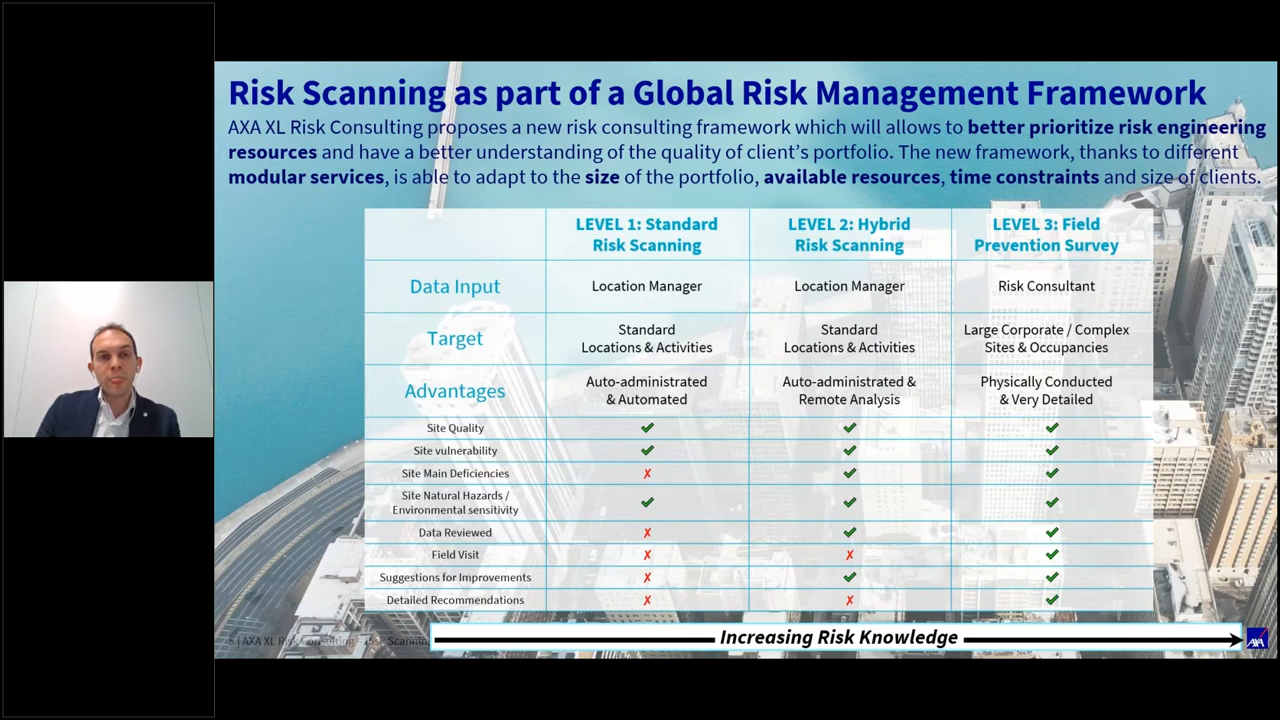 Risk Scanning as part of a Global Risk Management Framework
AXA XL Risk Consulting proposes a new risk consulting framework which will allows to better prioritize risk engineering
resources and have a better understanding of the quality of client’s portfolio. The new framework, thanks to different
modular services, is able to adapt to the size of the portfolio, available resources, time constraints and size of clients.
LEVEL 1: Standard
Risk Scanning
LEVEL 2: Hybrid
Risk Scanning
LEVEL 3: Field
Prevention Survey
Data Input
Location Manager
Location Manager
Risk Consultant
Target
Standard
Locations & Activities
Standard
Locations & Activities
Large Corporate / Complex
Sites & Occupancies
Advantages
Auto-administrated
& Automated
Auto-administrated &
Remote Analysis
Physically Conducted
& Very Detailed
Site Quality ✔ ✔ ✔
Site vulnerability ✔ ✔ ✔
Site Main Deficiencies ✗ ✔ ✔
Site Natural Hazards /
Environmental sensitivity ✔ ✔ ✔
Data Reviewed ✗ ✔ ✔
Field Visit ✗ ✗ ✔
Suggestions for Improvements ✗ ✔ ✔
Detailed Recommendations ✗ ✗ ✔
| AXA XL Risk Consulting - Risk Scannin
Increasing Risk Knowledge
AXA